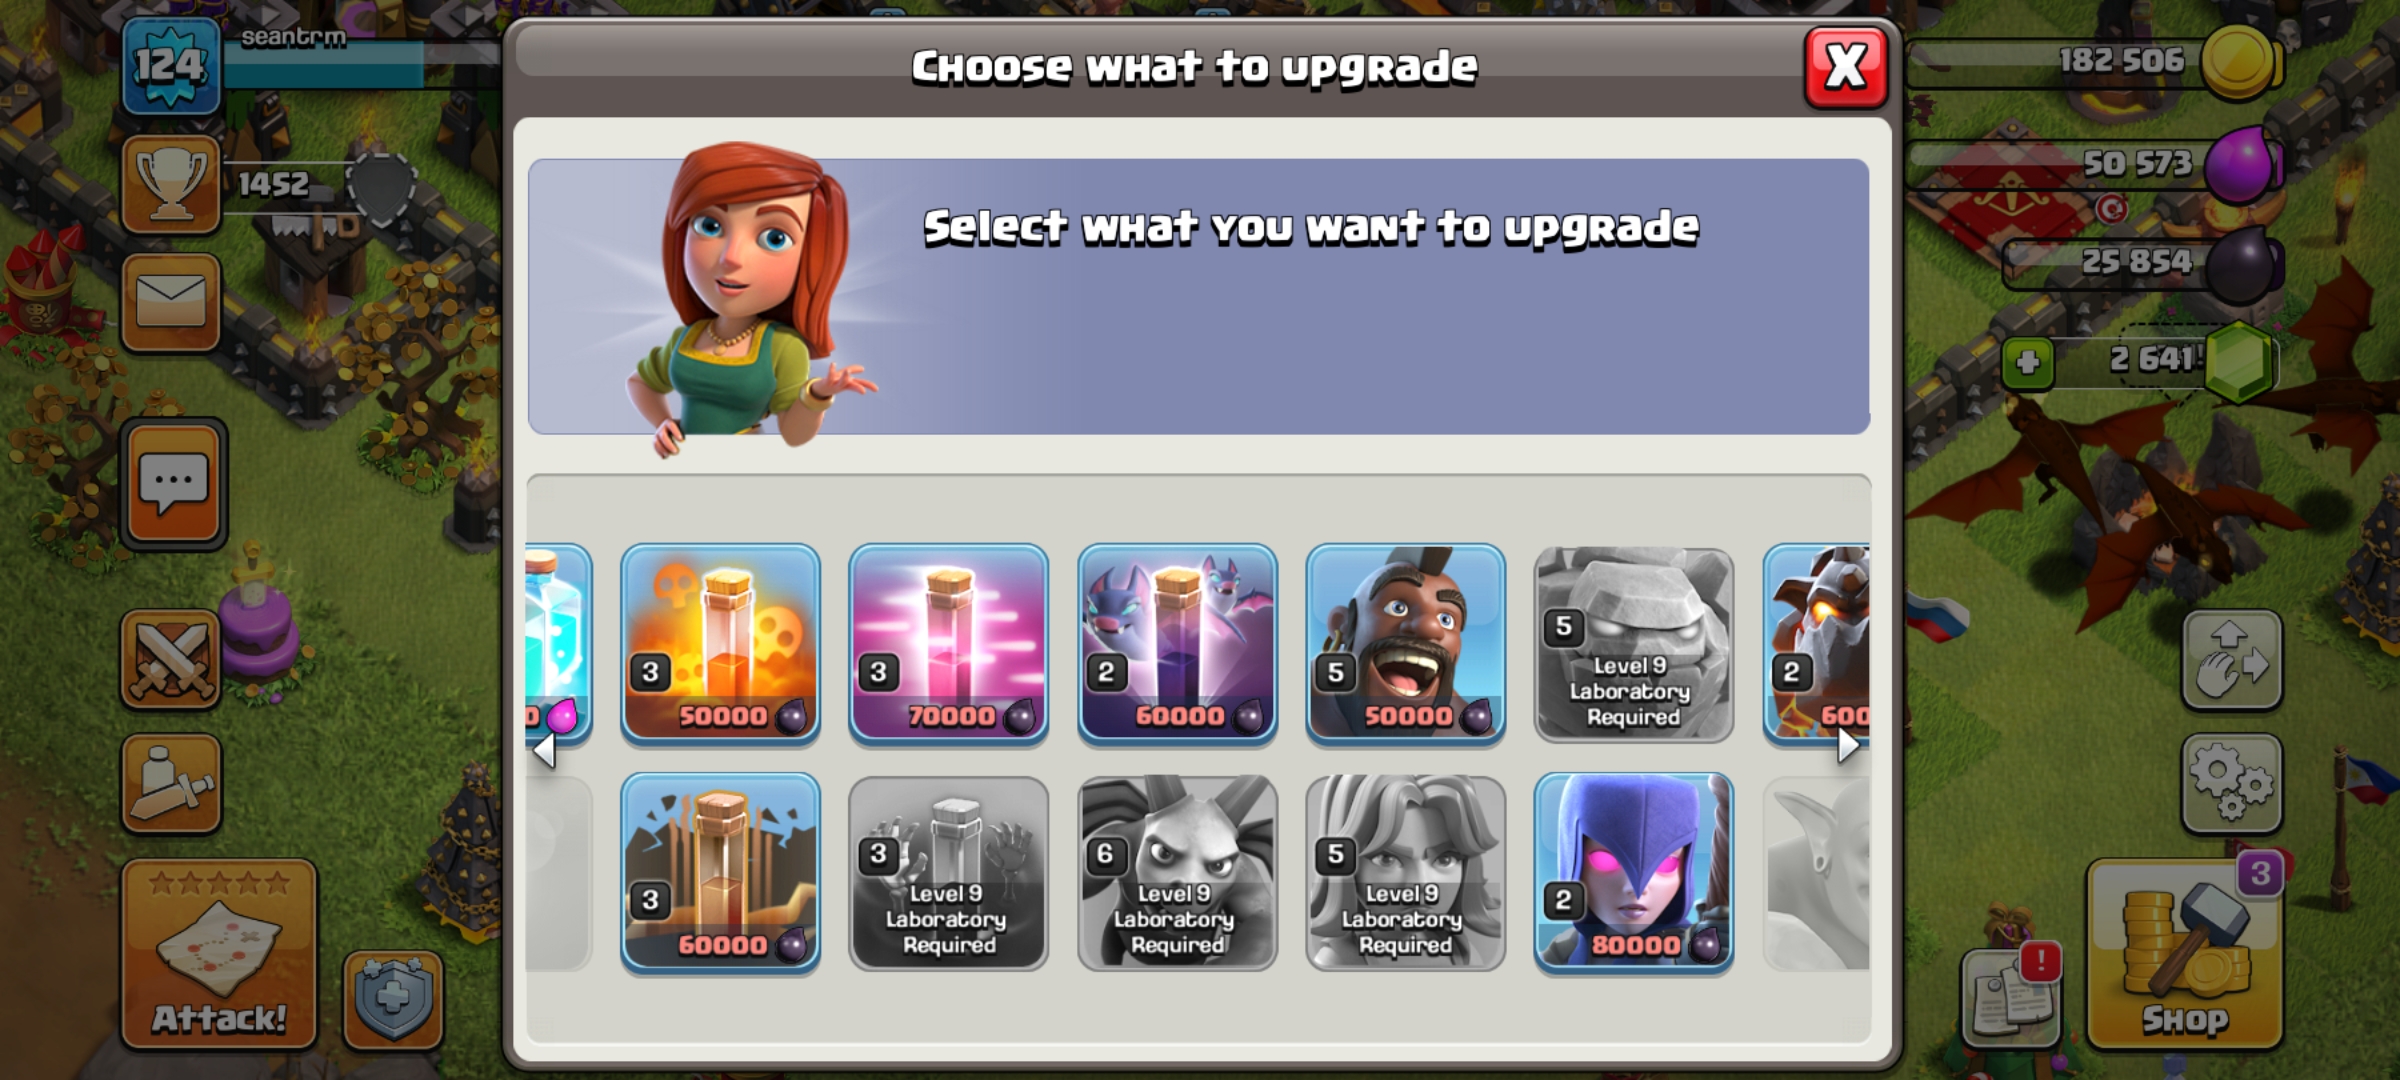 124
seantrm
Choose what to upgrade
X
182 506
1452
50 573
Select what you want to upgrade
25 854
2 641
3
50000
3
70000
2
60000
5
50000
5
Level 9
Laboratory
Required
2
600
0
3
60000
3
Level 9
Laboratory
Required
6
Level 9
Laboratory
Required
5
Level 9
Laboratory
Required
2
80000
3
!
Attack!
Shop